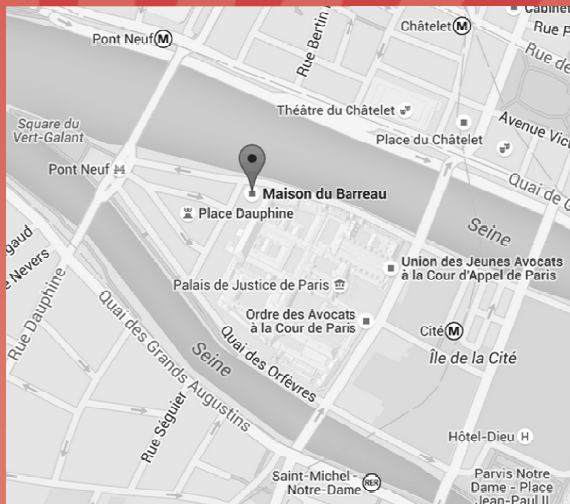 Cabinet
Pont Neuf M
Châtelet M
Rue P
Rue Bertin
Rue de
Théâtre du Châtelet
Avenue Vic
Square du
Vert-Galant
Place du Châtelet
Pont Neuf
Quai de G
Maison du Barreau
Place Dauphine
Seine
Union des Jeunes Avocats
à la Cour d'Appel de Paris
Palais de Justice de Paris
Ordre des Avocats
à la Cour de Paris
Cité M
Île de la Cité
Rue Dauphine
Quai des Grands Augustins
Seine
Quai des Orfèvres
Rue Séguier
Hôtel-Dieu H
Saint-Michel -
Notre-Dame RER
Parvis Notre
Dame - Place
Jean-Paul II